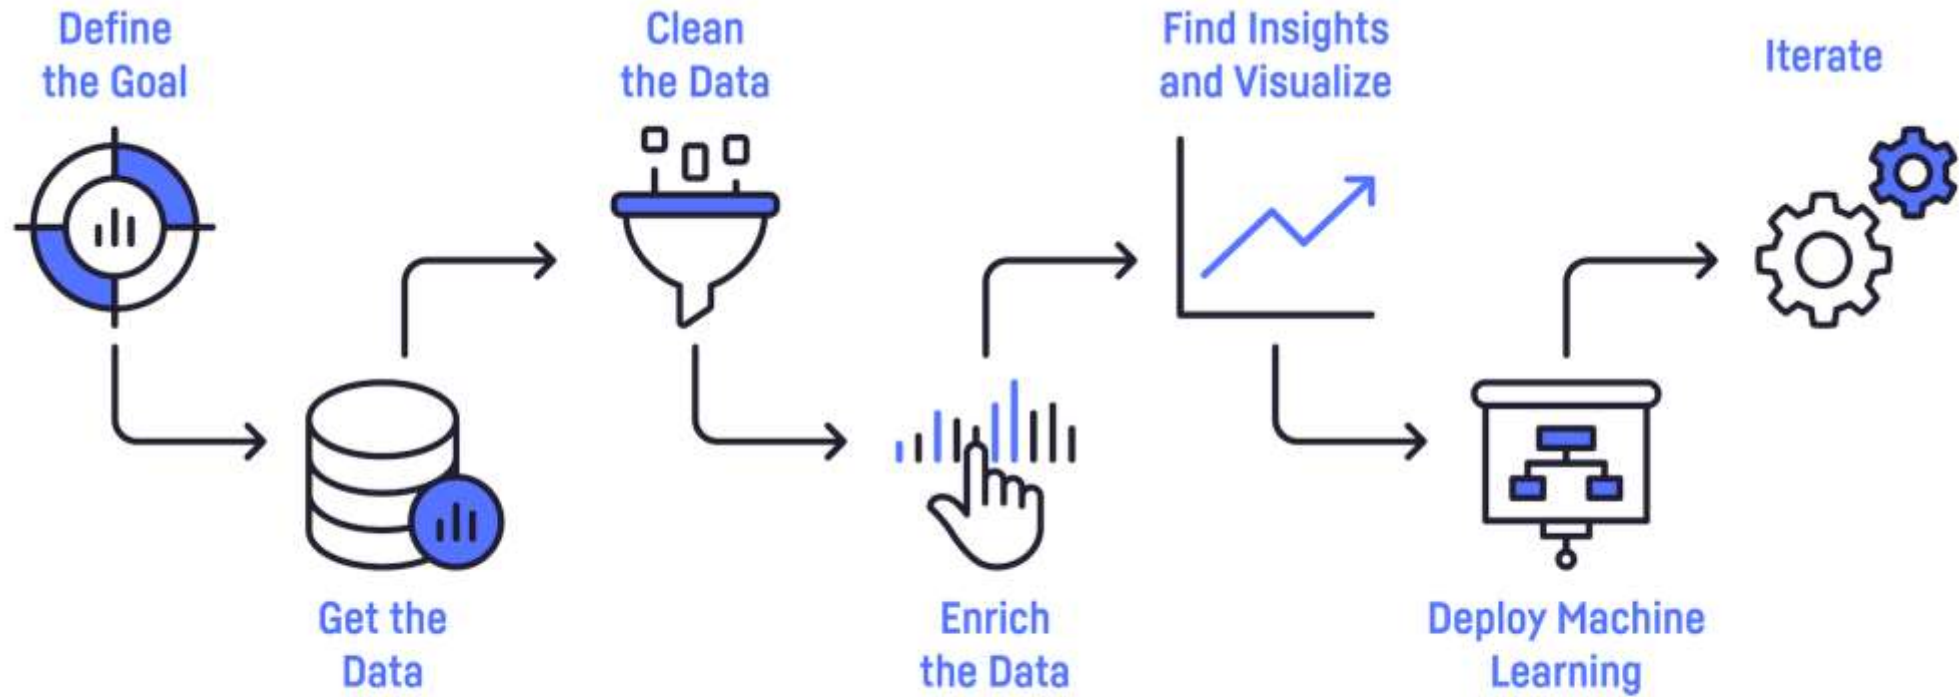 Define
the Goal
Get the
Data
Clean
the Data
Enrich
the Data
Find Insights
and Visualize
Deploy Machine
Learning
Iterate